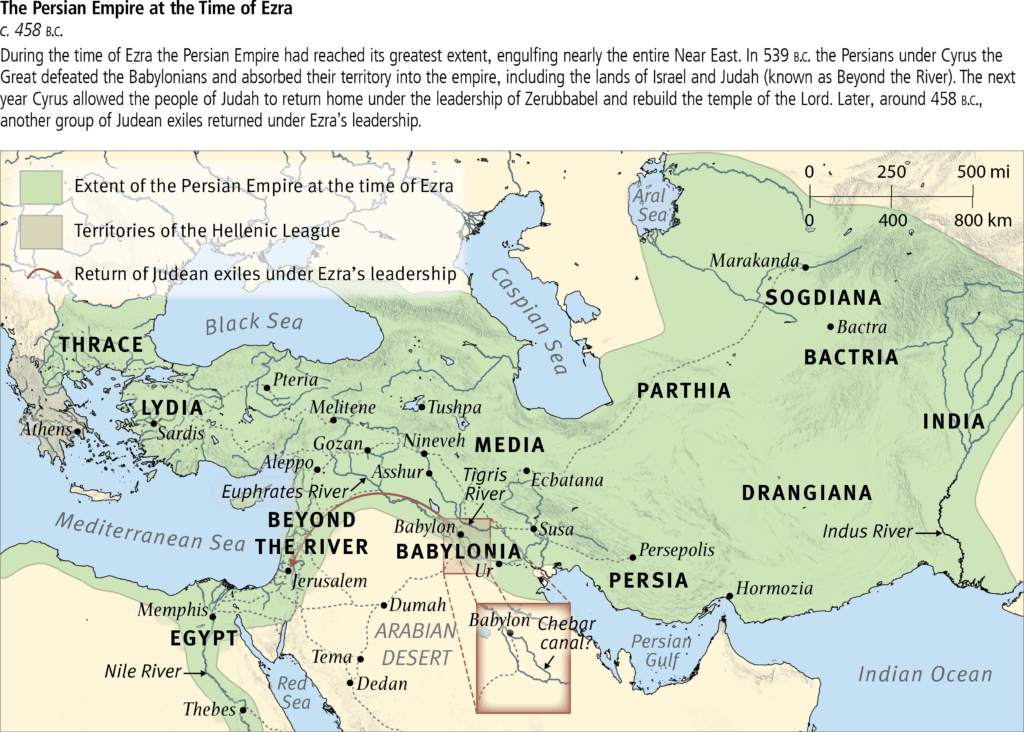 The Persian Empire at the Time of Ezra
c. 458 B.C.
During the time of Ezra the Persian Empire had reached its greatest extent, engulfing nearly the entire Near East. In 539 B.C. the Persians under Cyrus the
Great defeated the Babylonians and absorbed their territory into the empire, including the lands of Israel and Judah (known as Beyond the River). The next
year Cyrus allowed the people of Judah to return home under the leadership of Zerubbabel and rebuild the temple of the Lord. Later, around 458 B.C.,
another group of Judean exiles returned under Ezra’s leadership.
Extent of the Persian Empire at the time of Ezra
Territories of the Hellenic League
Return of Judean exiles under Ezra’s leadership
0 250 500 mi
0 400 800 km
Aral
Sea
Marakanda
SOGDIANA
Bactra
BACTRIA
Caspian Sea
Black Sea
THRACE
PARTHIA
INDIA
Pteria
LYDIA
Melitene
Tushpa
Athens
Sardis
Gozan
Nineveh
MEDIA
Aleppo
Asshur
Tigris
River
Ecbatana
Euphrates River
DRANGIANA
Mediterranean Sea
BEYOND
THE RIVER
Babylon
Susa
Indus River
BABYLONIA
Persepolis
Ur
Jerusalem
PERSIA
Hormozia
Memphis
Dumah
EGYPT
ARABIAN
DESERT
Babylon
Chebar
canal?
Persian
Gulf
Tema
Nile River
Dedan
Red
Sea
Indian Ocean
Thebes